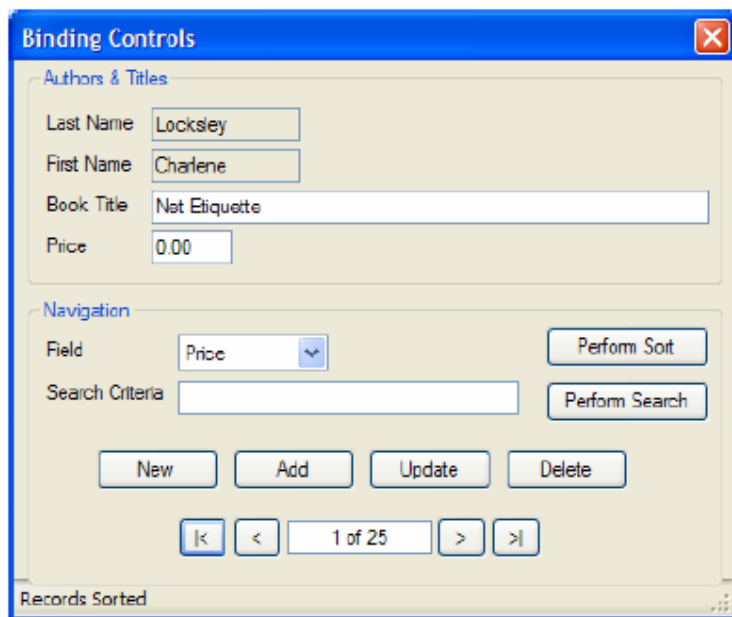 Binding Controls
Authors & Titles
Last Name Locksley
First Name Charlene
Book Title Net Etiquette
Price 0.00
Navigation
Field Price Perform Sort
Search Criteria Perform Search
New Add Update Delete
|< < 1 of 25 > >|
Records Sorted